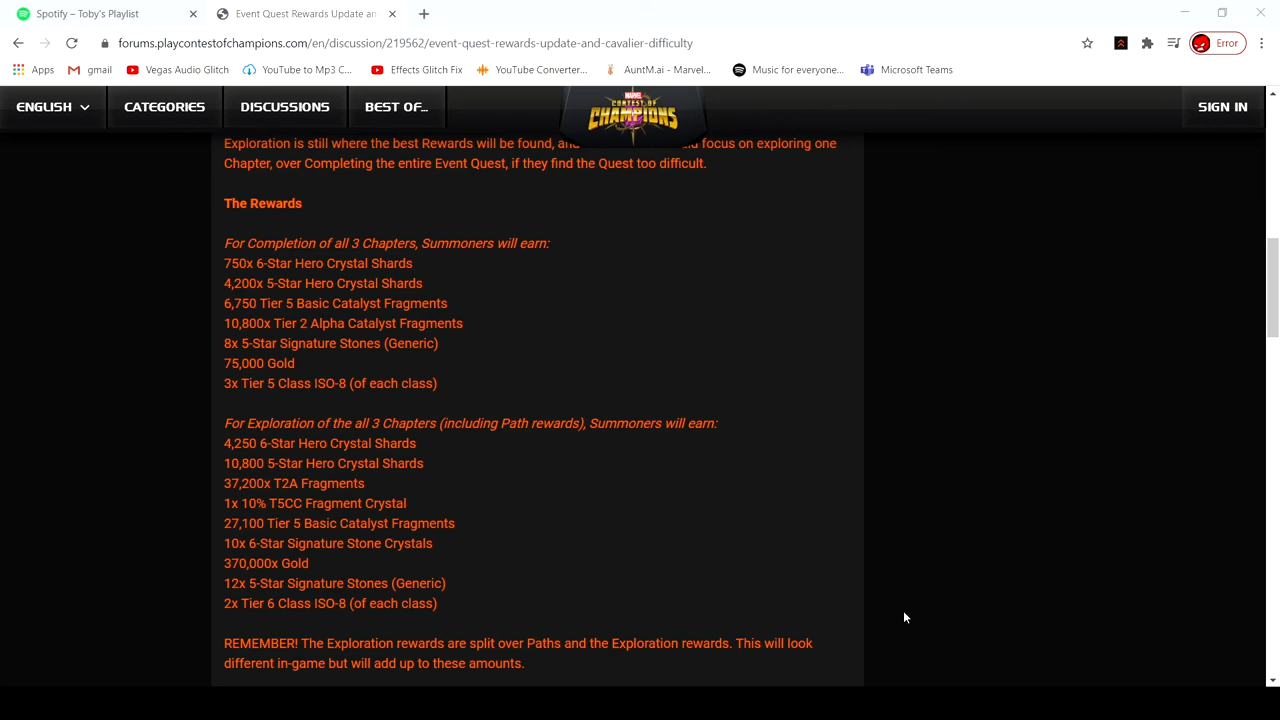 Spotify – Toby's Playlist
Event Quest Rewards Update an
forums.playcontestofchampions.com/en/discussion/219562/event-quest-rewards-update-and-cavalier-difficulty
Error
Apps gmail Vegas Audio Glitch YouTube to Mp3 C... Effects Glitch Fix YouTube Converter... AuntM.ai - Marvel... Music for everyone... Microsoft Teams
ENGLISH CATEGORIES DISCUSSIONS BEST OF... SIGN IN
MARVEL
CONTEST OF
CHAMPIONS
Exploration is still where the best Rewards will be found, and focus on exploring one
Chapter, over Completing the entire Event Quest, if they find the Quest too difficult.
The Rewards
For Completion of all 3 Chapters, Summoners will earn:
750x 6-Star Hero Crystal Shards
4,200x 5-Star Hero Crystal Shards
6,750 Tier 5 Basic Catalyst Fragments
10,800x Tier 2 Alpha Catalyst Fragments
8x 5-Star Signature Stones (Generic)
75,000 Gold
3x Tier 5 Class ISO-8 (of each class)
For Exploration of the all 3 Chapters (including Path rewards), Summoners will earn:
4,250 6-Star Hero Crystal Shards
10,800 5-Star Hero Crystal Shards
37,200x T2A Fragments
1x 10% T5CC Fragment Crystal
27,100 Tier 5 Basic Catalyst Fragments
10x 6-Star Signature Stone Crystals
370,000x Gold
12x 5-Star Signature Stones (Generic)
2x Tier 6 Class ISO-8 (of each class)
REMEMBER! The Exploration rewards are split over Paths and the Exploration rewards. This will look
different in-game but will add up to these amounts.